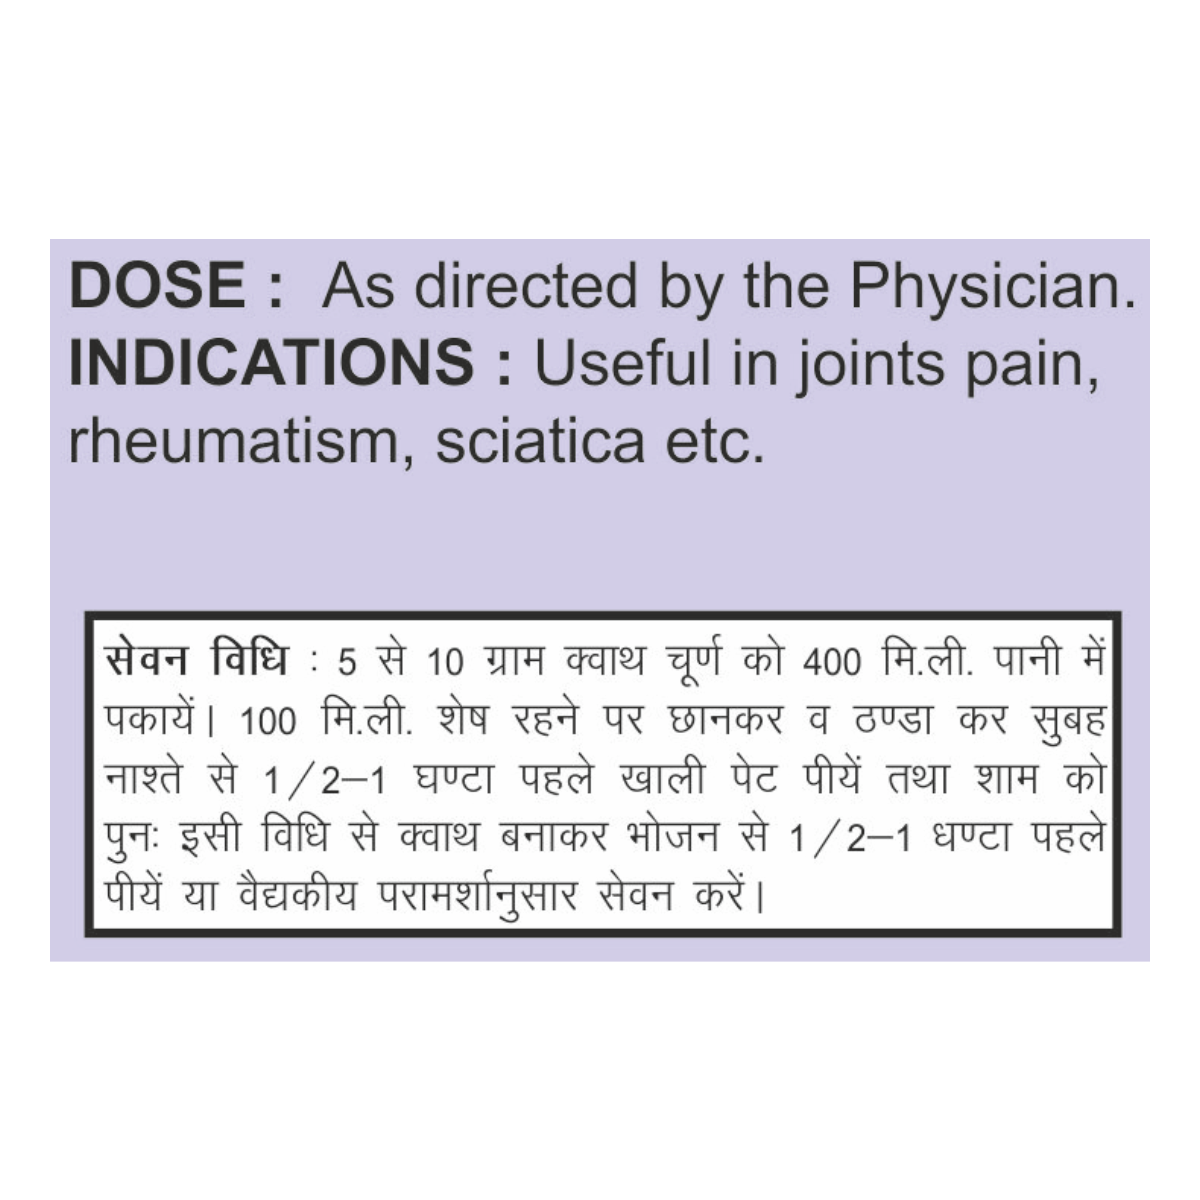 DOSE : As directed by the Physician.
INDICATIONS : Useful in joints pain,
rheumatism, sciatica etc.
सेवन विधि : 5 से 10 ग्राम क्वाथ चूर्ण को 400 मि.ली. पानी में
पकायें। 100 मि.ली. शेष रहने पर छानकर व ठण्डा कर सुबह
नाश्ते से 1/2–1 घण्टा पहले खाली पेट पीयें तथा शाम को
पुनः इसी विधि से क्वाथ बनाकर भोजन से 1/2–1 धण्टा पहले
पीयें या वैद्यकीय परामर्शानुसार सेवन करें।